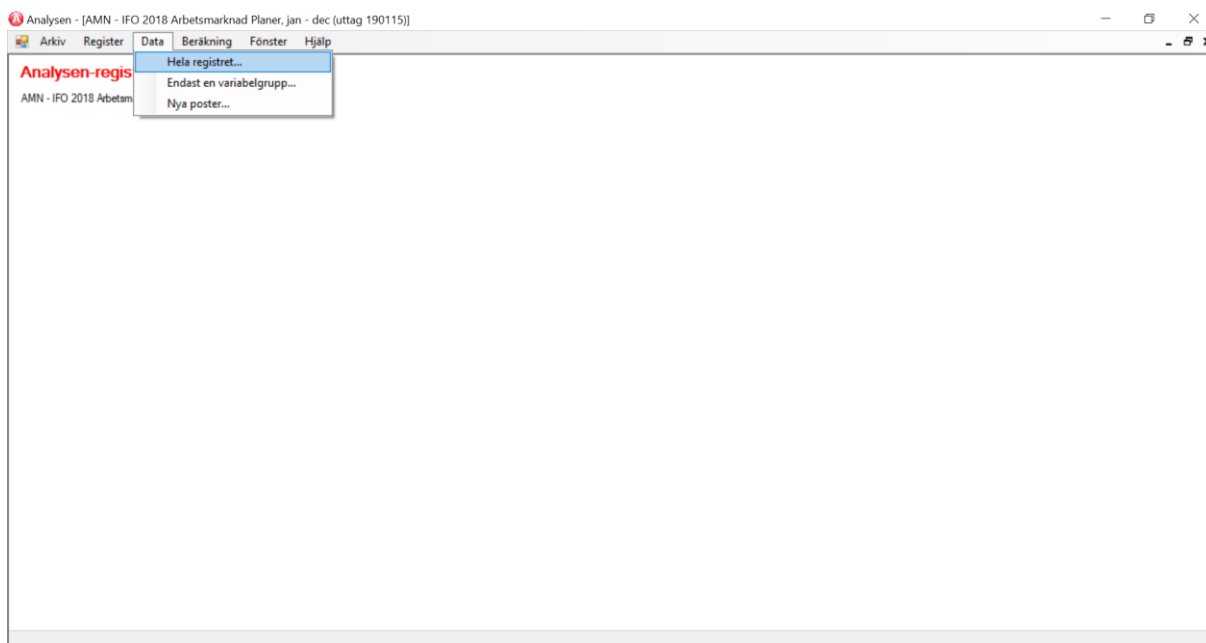 Analysen - [AMN - IFO 2018 Arbetsmarknad Planer, jan - dec (uttag 190115)]
Arkiv Register Data Beräkning Fönster Hjälp
Hela registret...
Analysen-regis
Endast en variabelgrupp...
AMN - IFO 2018 Arbetsm
Nya poster...